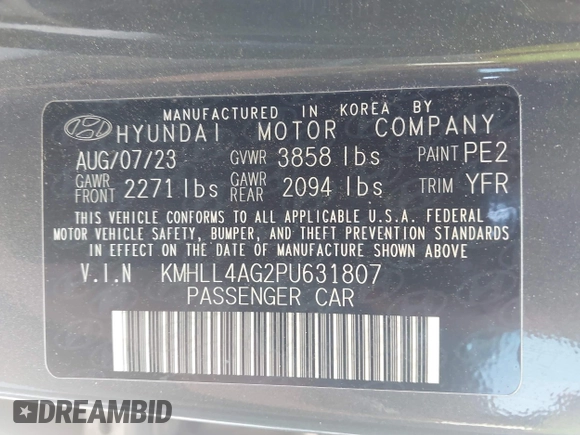 MANUFACTURED IN KOREA BY
HYUNDAI MOTOR COMPANY
AUG/07/23 GVWR 3858 lbs PAINT PE2
GAWR FRONT 2271 lbs GAWR REAR 2094 lbs TRIM YFR
THIS VEHICLE CONFORMS TO ALL APPLICABLE U.S.A. FEDERAL
MOTOR VEHICLE SAFETY, BUMPER, AND THEFT PREVENTION STANDARDS
IN EFFECT ON THE DATE OF MANUFACTURE SHOWN ABOVE.
V.I.N KMHLL4AG2PU631807
PASSENGER CAR
DREAMBID